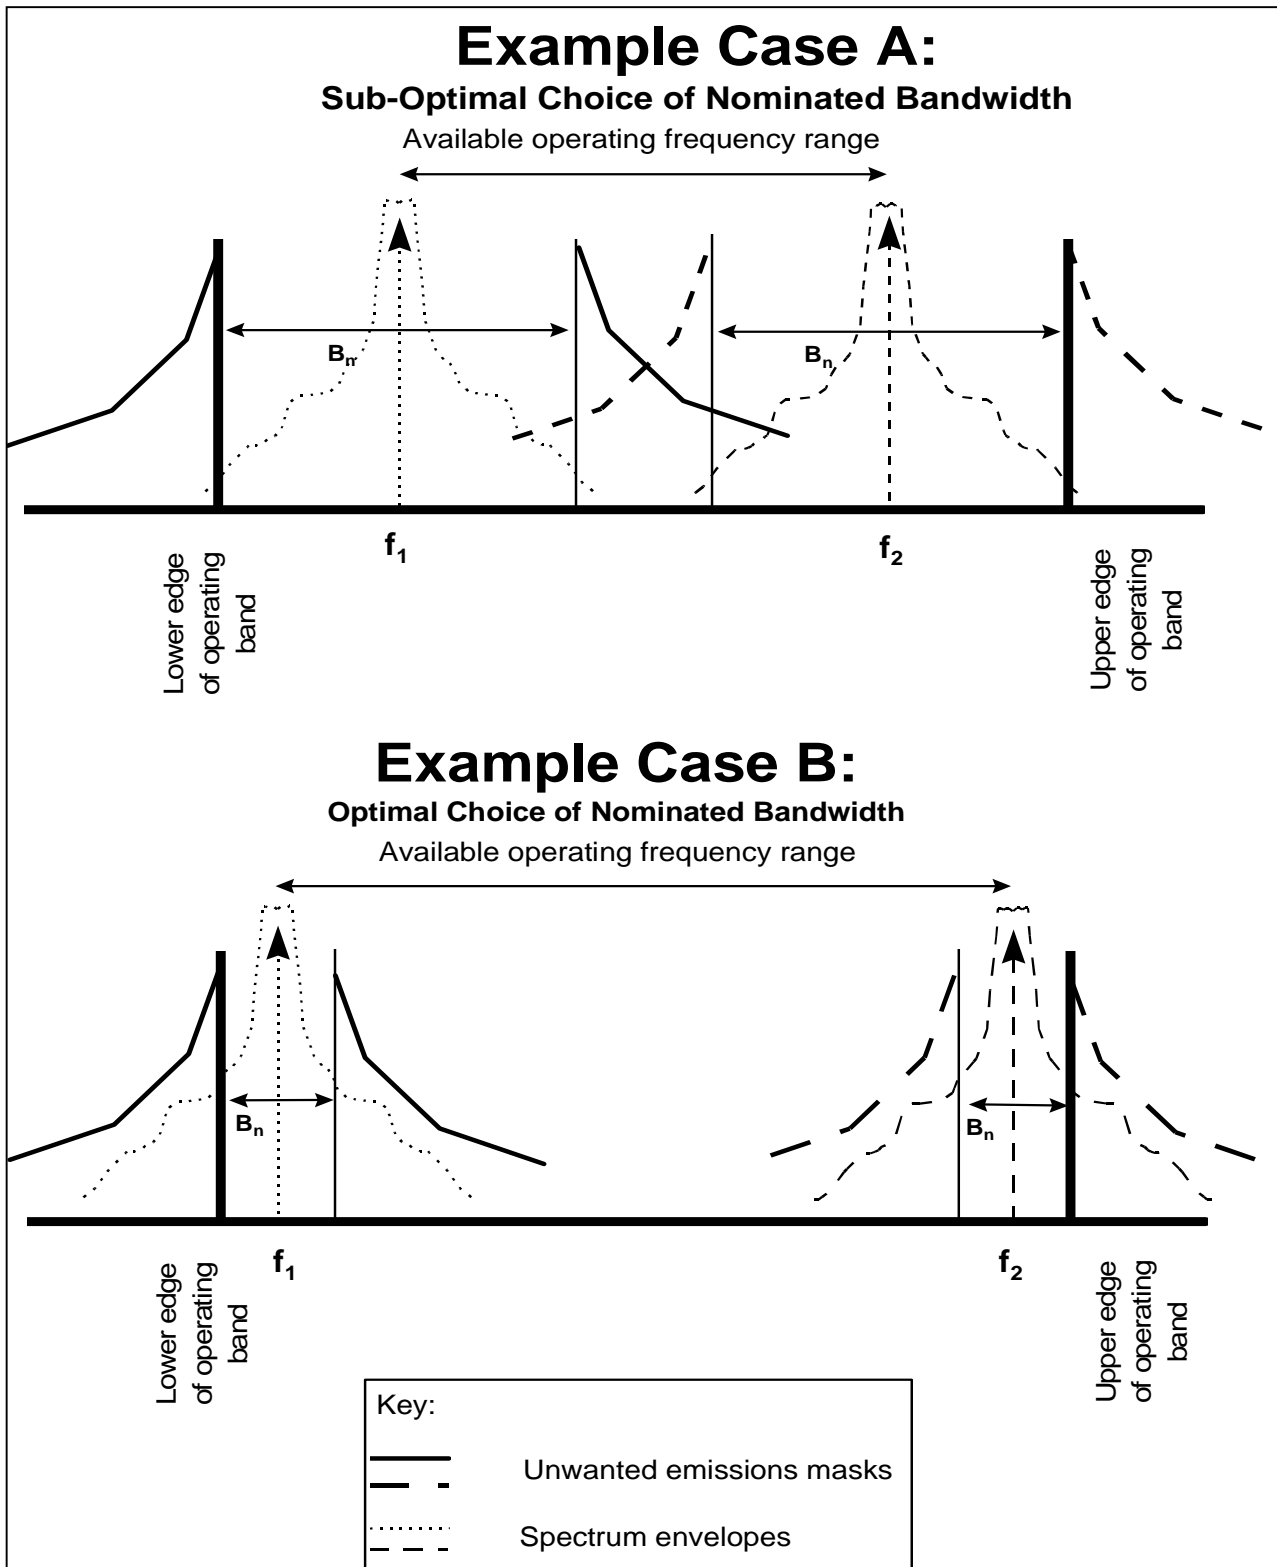 Example Case A:
Sub-Optimal Choice of Nominated Bandwidth
Available operating frequency range
Bn
Bn
f1
f2
Lower edge
of operating
band
Upper edge
of operating
band
Example Case B:
Optimal Choice of Nominated Bandwidth
Available operating frequency range
Bn
Bn
f1
f2
Lower edge
of operating
band
Upper edge
of operating
band
Key:
Unwanted emissions masks
Spectrum envelopes